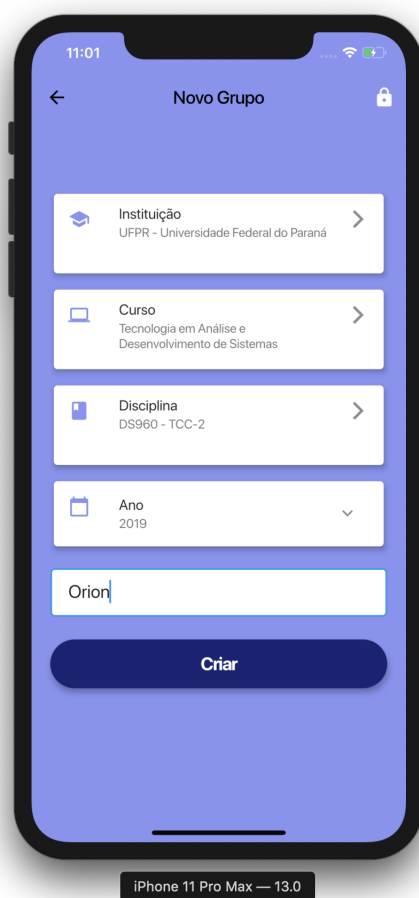 11:01
Novo Grupo
Instituição
UFPR - Universidade Federal do Paraná
Curso
Tecnologia em Análise e
Desenvolvimento de Sistemas
Disciplina
DS960 - TCC-2
Ano
2019
Orion
Criar
iPhone 11 Pro Max — 13.0